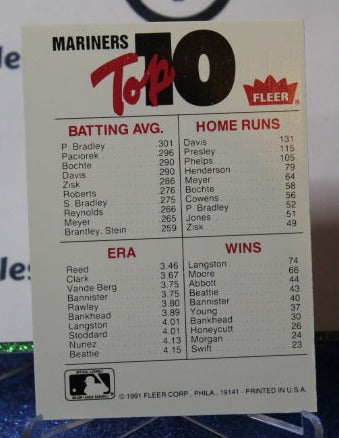 MARINERS
Top 10
FLEER®
BATTING AVG.
P. Bradley .301
Paciorek .296
Bochte .290
Davis .290
Zisk .286
Roberts .276
S. Bradley .275
Reynolds .266
Meyer .265
Brantley, Stein .259
HOME RUNS
Davis 131
Presley 115
Phelps 105
Henderson 79
Meyer 64
Bochte 58
Cowens 56
P. Bradley 52
Jones 51
Zisk 49
ERA
Reed 3.46
Clark 3.67
Vande Berg 3.75
Bannister 3.75
Rawley 3.80
Bankhead 3.89
Langston 4.01
Stoddard 4.01
Nunez 4.13
Beattie 4.15
WINS
Langston 74
Moore 66
Abbott 44
Beattie 43
Bannister 40
Young 37
Bankhead 30
Honeycutt 26
Morgan 24
Swift 23
© 1991 FLEER CORP., PHILA., 19141 - PRINTED IN U.S.A.